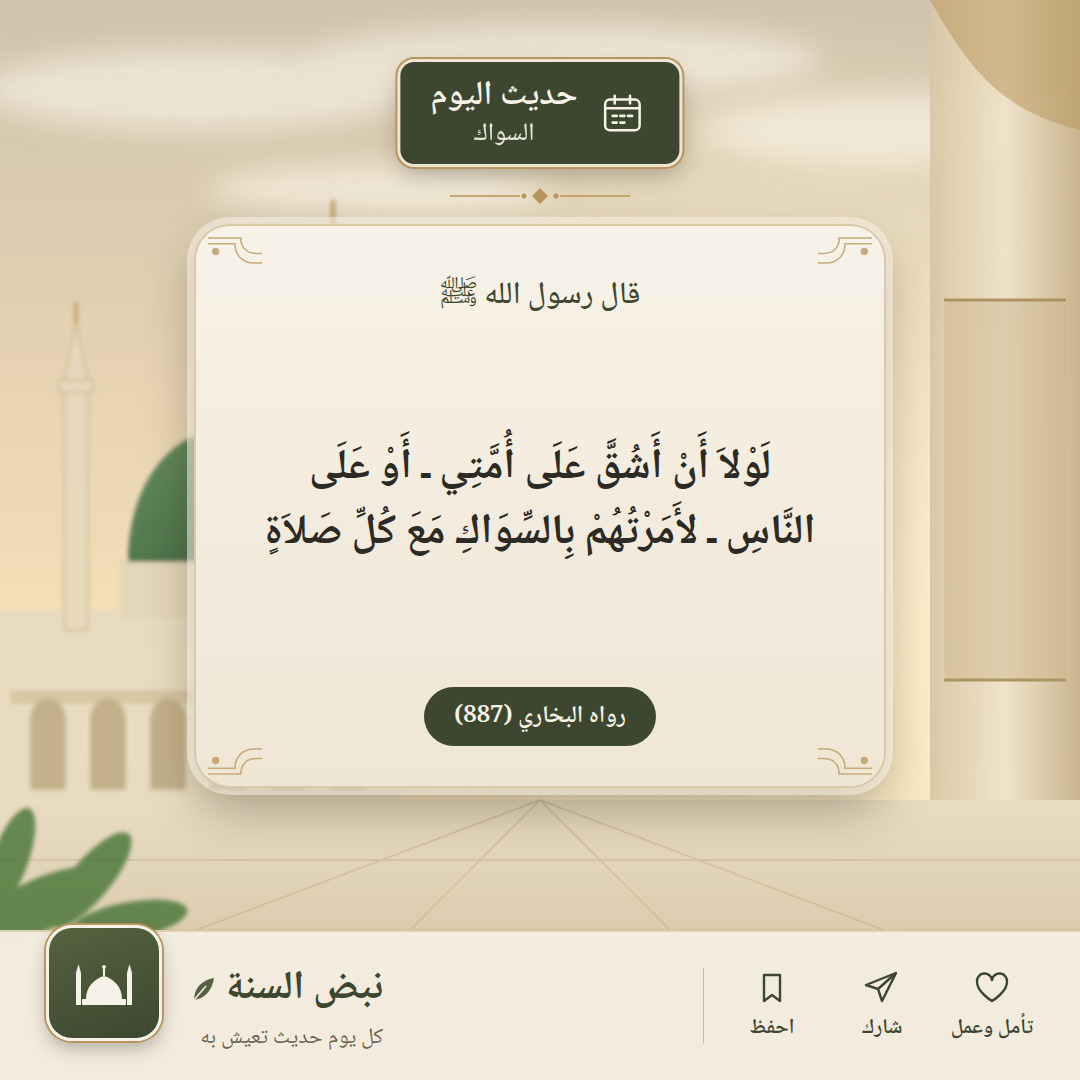 حديث اليوم
السواك
قال رسول الله ﷺ
لَوْلاَ أَنْ أَشُقَّ عَلَى أُمَّتِي ـ أَوْ عَلَى
النَّاسِ ـ لأَمَرْتُهُمْ بِالسِّوَاكِ مَعَ كُلِّ صَلاَةٍ
رواه البخاري (887)
تأمل وعمل
شارك
احفظ
نبض السنة
كل يوم حديث تعيش به